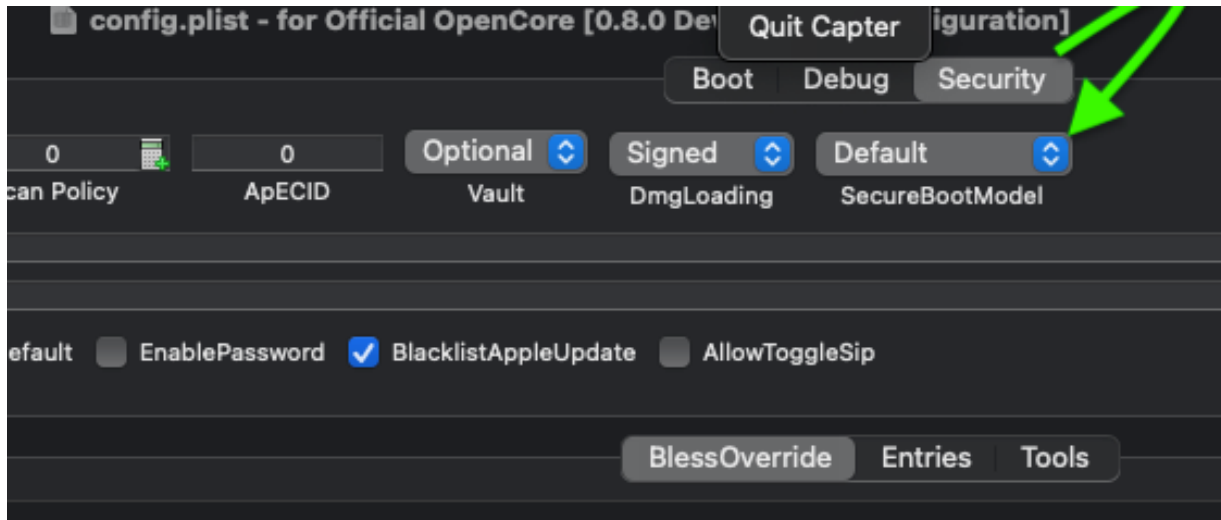 config.plist - for Official OpenCore [0.8.0 De
Quit Capter
iguration]
Boot Debug Security
0 0 Optional Signed Default
can Policy ApECID Vault DmgLoading SecureBootModel
efault EnablePassword BlacklistAppleUpdate AllowToggleSip
BlessOverride Entries Tools